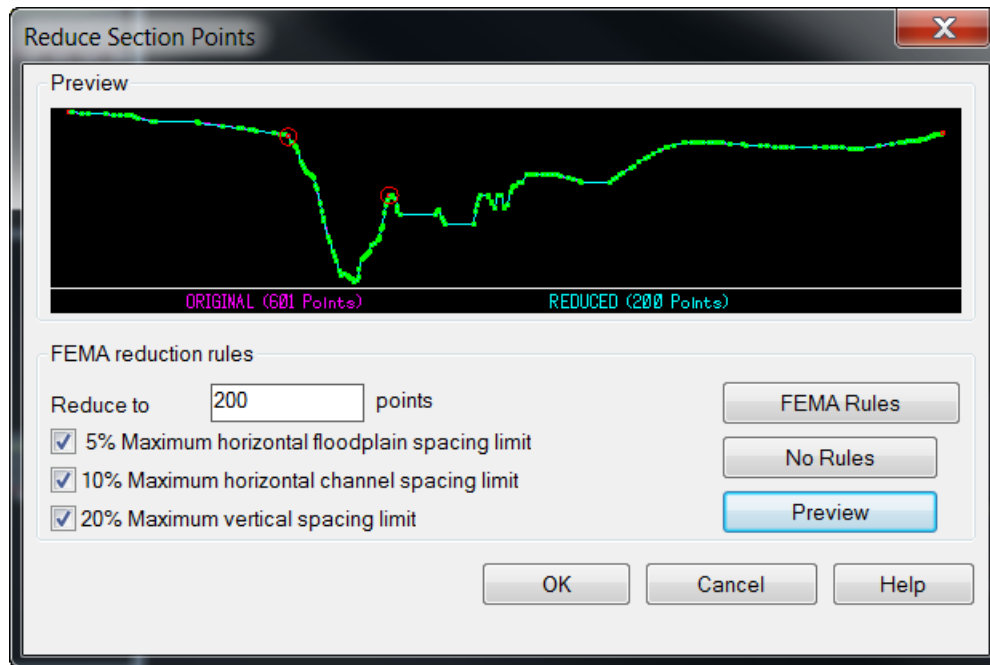 Reduce Section Points
X
Preview
ORIGINAL (601 Points) REDUCED (200 Points)
FEMA reduction rules
Reduce to 200 points FEMA Rules
5% Maximum horizontal floodplain spacing limit
No Rules
10% Maximum horizontal channel spacing limit
20% Maximum vertical spacing limit Preview
OK Cancel Help